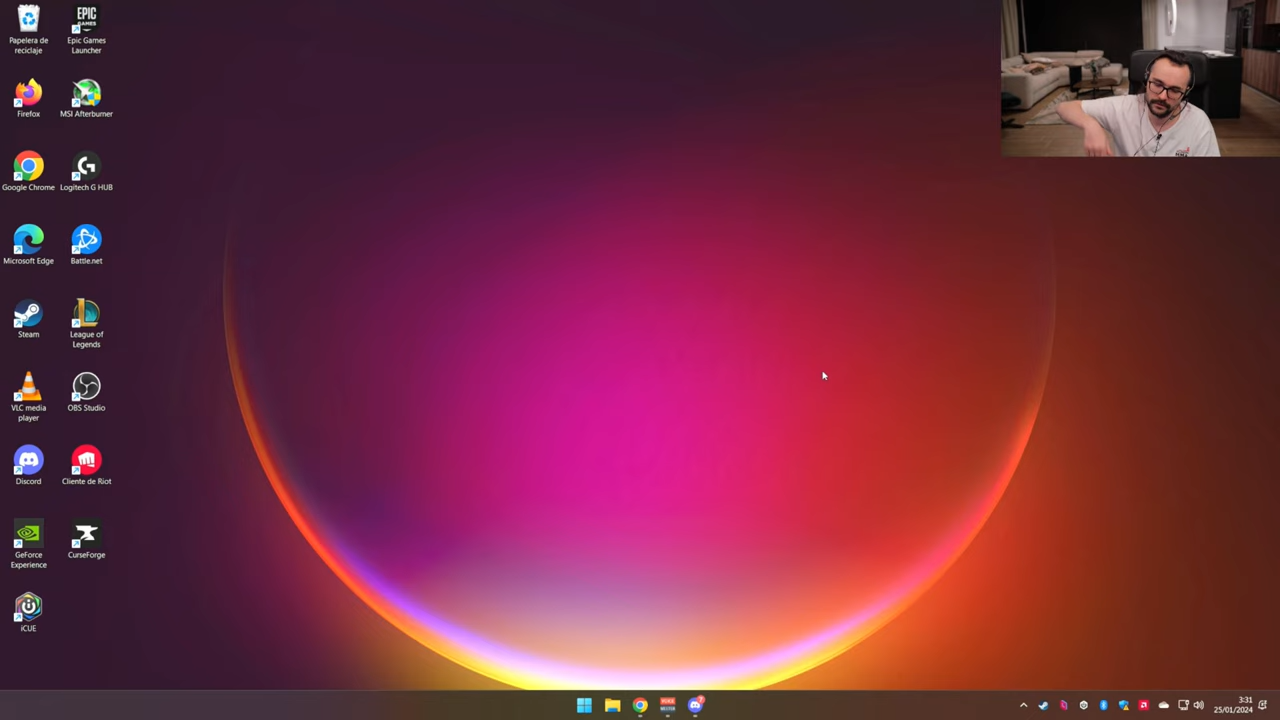 Papelera de
reciclaje
EPIC
GAMES
Epic Games
Launcher
Firefox
MSI Afterburner
Google Chrome
Logitech G HUB
Microsoft Edge
Battle.net
Steam
League of
Legends
VLC media
player
OBS Studio
Discord
Cliente de Riot
GeForce
Experience
CurseForge
iCUE
3:31
25/01/2024